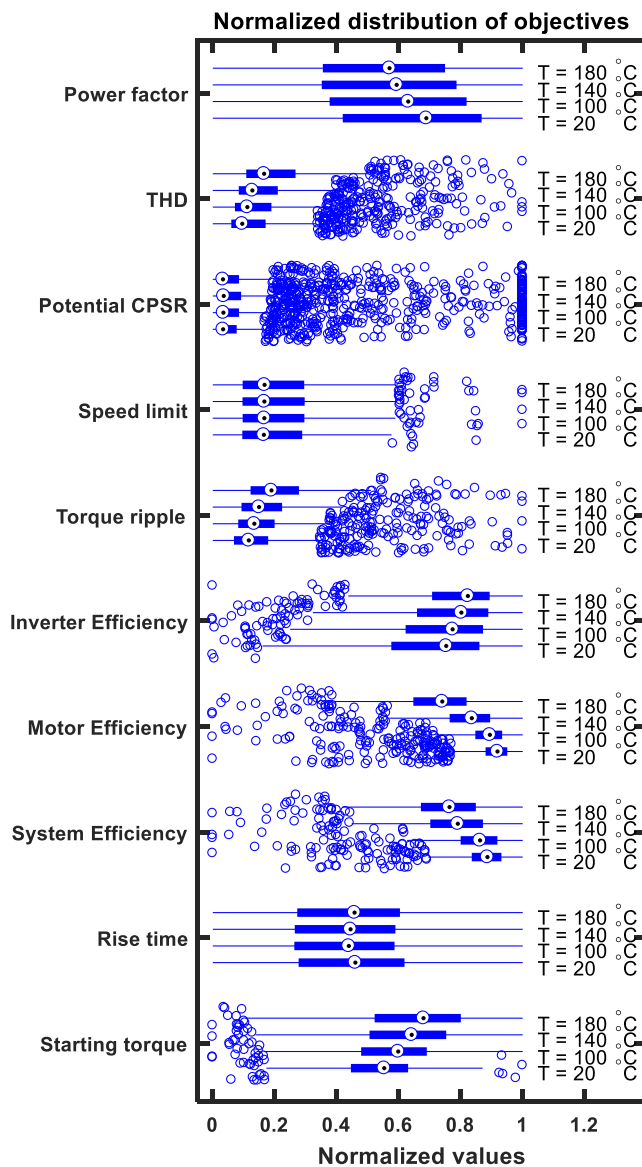 Normalized distribution of objectives
Power factor
T = 180 °C
T = 140 °C
T = 100 °C
T = 20 °C
THD
T = 180 °C
T = 140 °C
T = 100 °C
T = 20 °C
Potential CPSR
T = 180 °C
T = 140 °C
T = 100 °C
T = 20 °C
Speed limit
T = 180 °C
T = 140 °C
T = 100 °C
T = 20 °C
Torque ripple
T = 180 °C
T = 140 °C
T = 100 °C
T = 20 °C
Inverter Efficiency
T = 180 °C
T = 140 °C
T = 100 °C
T = 20 °C
Motor Efficiency
T = 180 °C
T = 140 °C
T = 100 °C
T = 20 °C
System Efficiency
T = 180 °C
T = 140 °C
T = 100 °C
T = 20 °C
Rise time
T = 180 °C
T = 140 °C
T = 100 °C
T = 20 °C
Starting torque
T = 180 °C
T = 140 °C
T = 100 °C
T = 20 °C
0 0.2 0.4 0.6 0.8 1 1.2
Normalized values